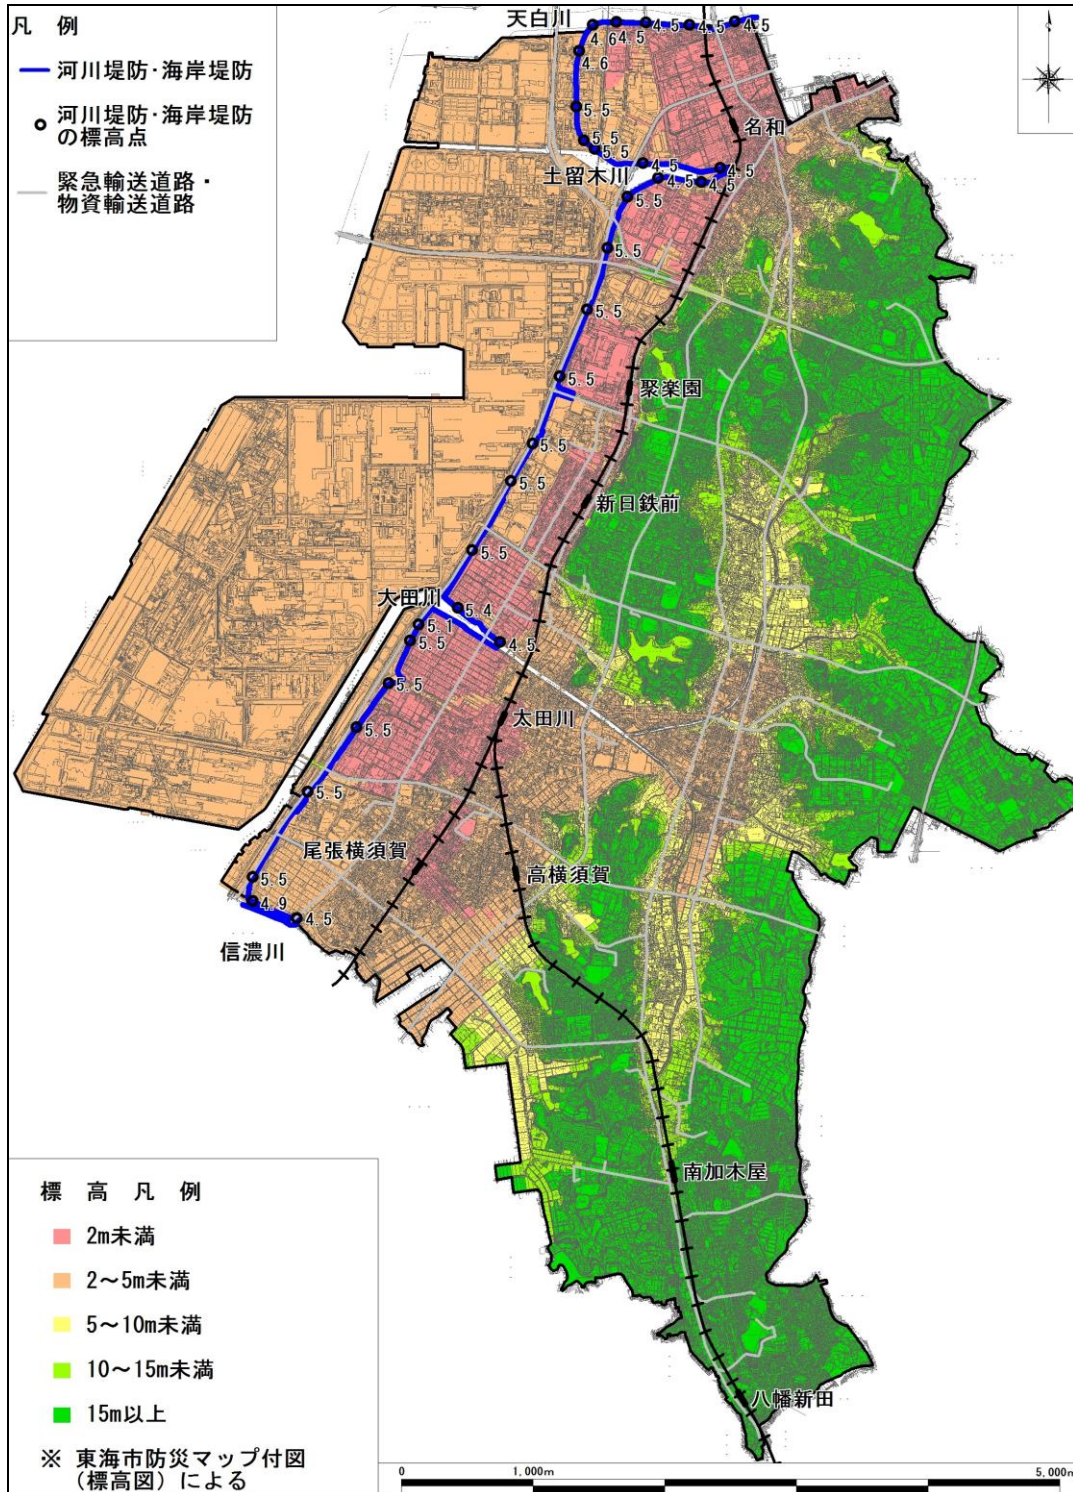 凡 例
河川堤防･海岸堤防
河川堤防･海岸堤防
の標高点
緊急輸送道路・
物資輸送道路
天白川
4.6
4.5
4.5
4.5
4.5
4.6
5.5
5.5
5.5
名和
4.5
4.5
土留木川
4.5
4.5
5.5
5.5
5.5
5.5
聚楽園
5.5
5.5
新日鉄前
5.5
大田川
5.4
5.1
4.5
5.5
5.5
太田川
5.5
5.5
尾張横須賀
高横須賀
5.5
4.9
4.5
信濃川
南加木屋
八幡新田
標 高 凡 例
2m未満
2～5m未満
5～10m未満
10～15m未満
15m以上
※ 東海市防災マップ付図
（標高図）による
0
1,000m
5,000m